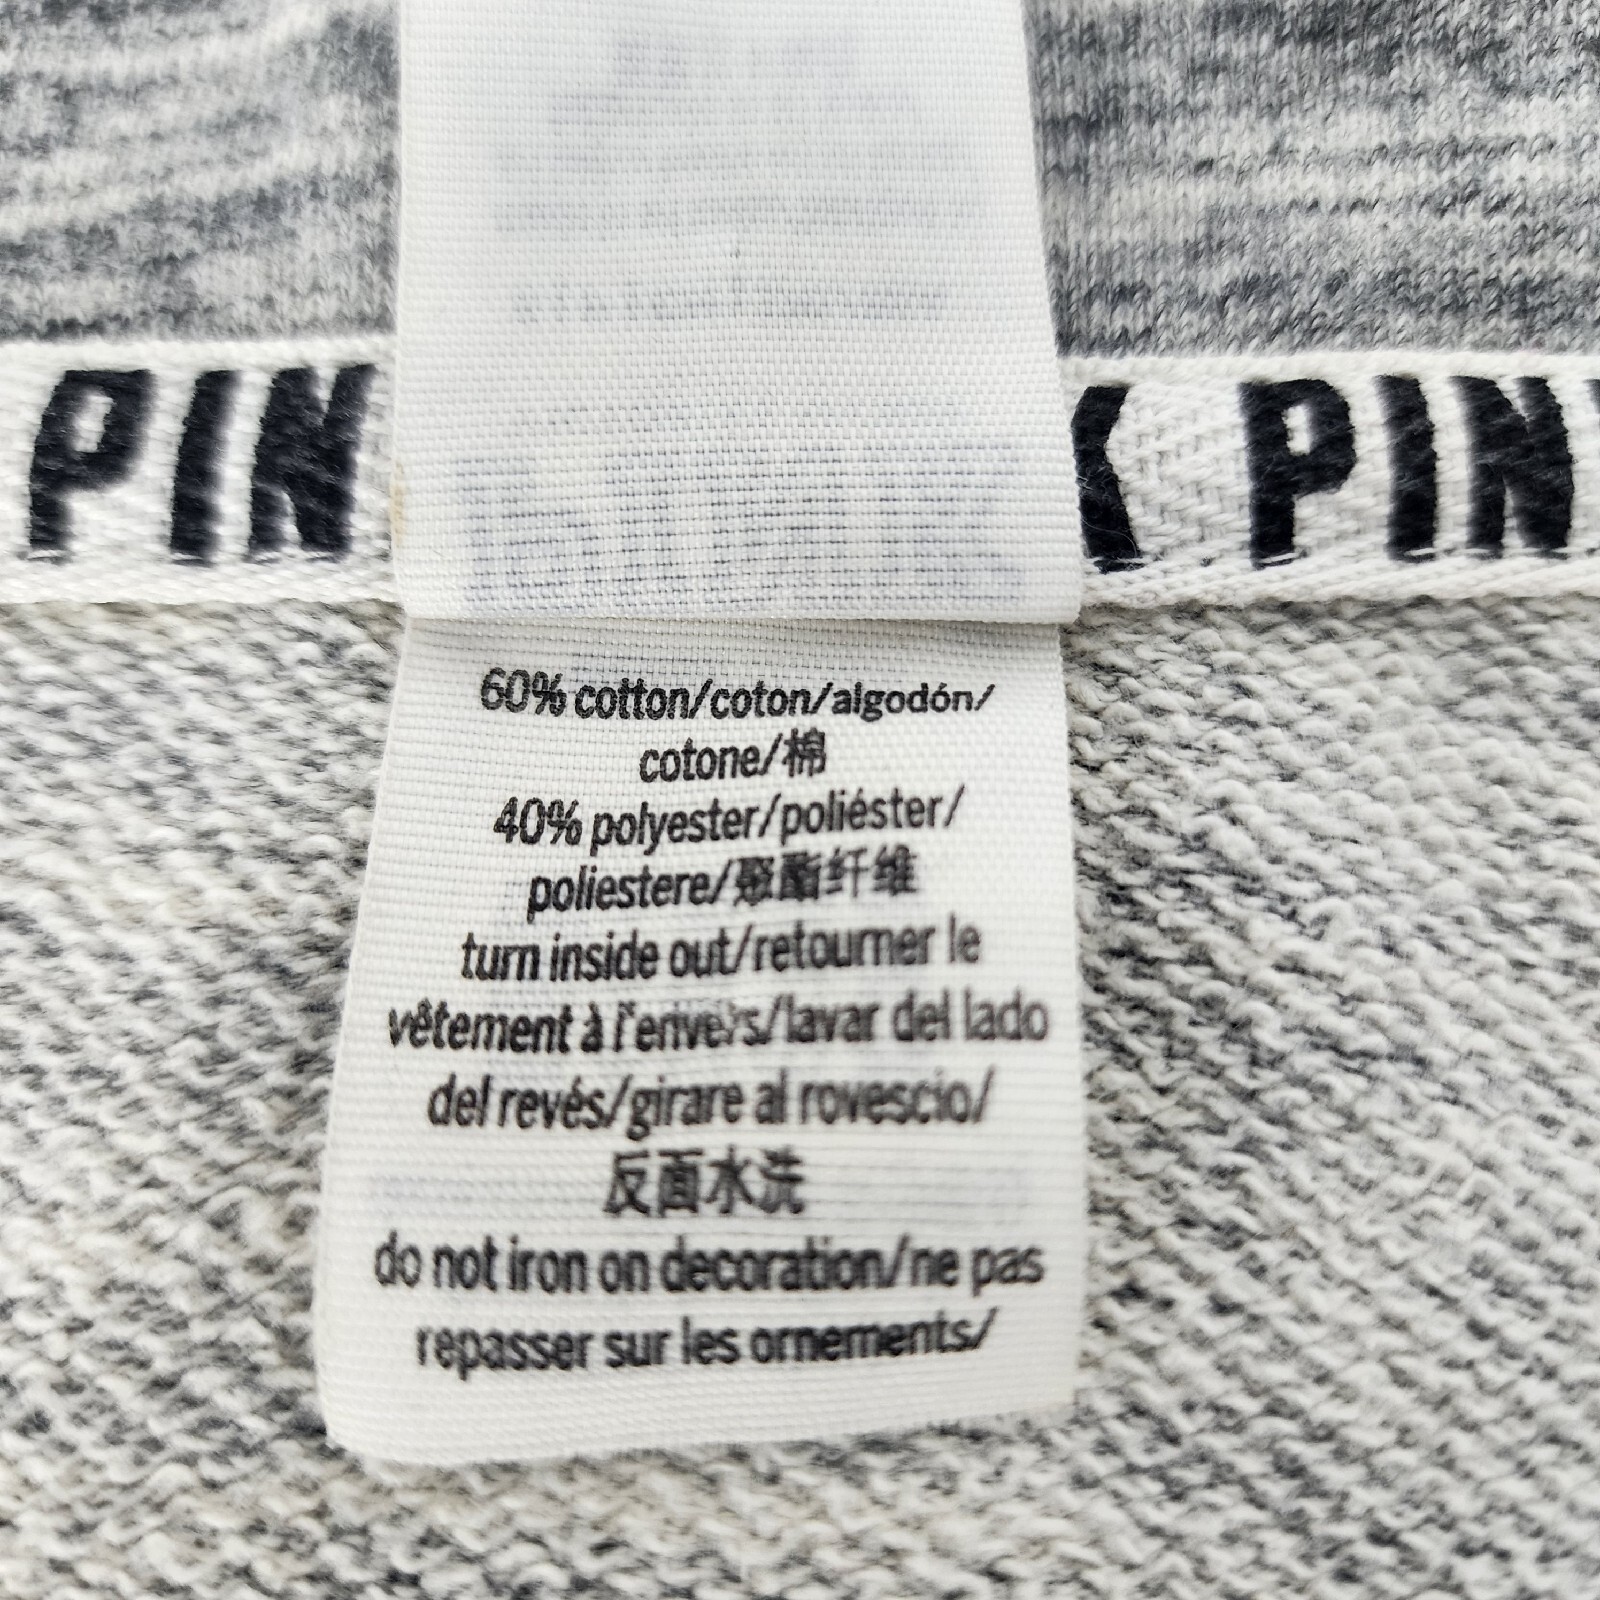 PIN K PIN
60% cotton/coton/algodón/
cotone/棉
40% polyester/poliéster/
poliestere/聚酯纤维
turn inside out/retourner le
vêtement à l'envers/lavar del lado
del revés/girare al rovescio/
反面水洗
do not iron on decoration/ne pas
repasser sur les ornements/